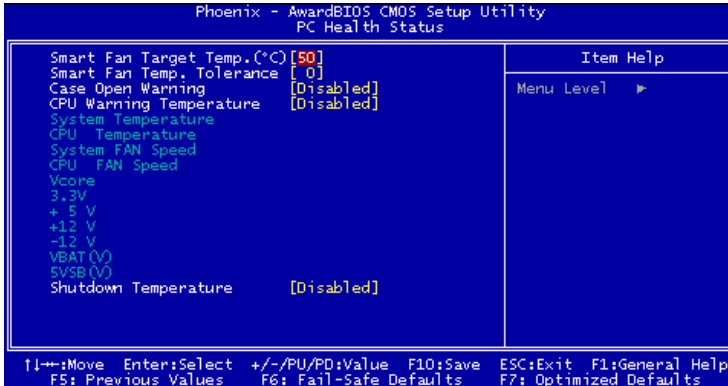 Phoenix - AwardBIOS CMOS Setup Utility
PC Health Status
Smart Fan Target Temp.(°C)[50]
Smart Fan Temp. Tolerance [ 0]
Case Open Warning [Disabled]
CPU Warning Temperature [Disabled]
System Temperature
CPU Temperature
System FAN Speed
CPU FAN Speed
Vcore
3.3V
+ 5 V
+12 V
-12 V
VBAT(V)
5VSB(V)
Shutdown Temperature [Disabled]
Item Help
Menu Level ►
↑↓→←:Move Enter:Select +/-/PU/PD:Value F10:Save ESC:Exit F1:General Help
F5: Previous Values F6: Fail-Safe Defaults F7: Optimized Defaults